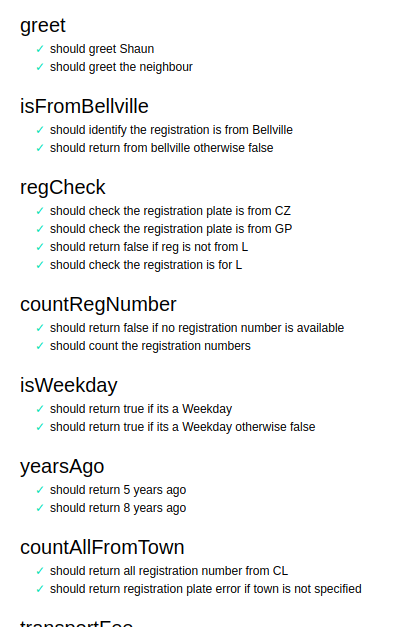 greet
✓ should greet Shaun
✓ should greet the neighbour
isFromBellville
✓ should identify the registration is from Bellville
✓ should return from bellville otherwise false
regCheck
✓ should check the registration plate is from CZ
✓ should check the registration plate is from GP
✓ should return false if reg is not from L
✓ should check the registration is for L
countRegNumber
✓ should return false if no registration number is available
✓ should count the registration numbers
isWeekday
✓ should return true if its a Weekday
✓ should return true if its a Weekday otherwise false
yearsAgo
✓ should return 5 years ago
✓ should return 8 years ago
countAllFromTown
✓ should return all registration number from CL
✓ should return registration plate error if town is not specified
transportFee